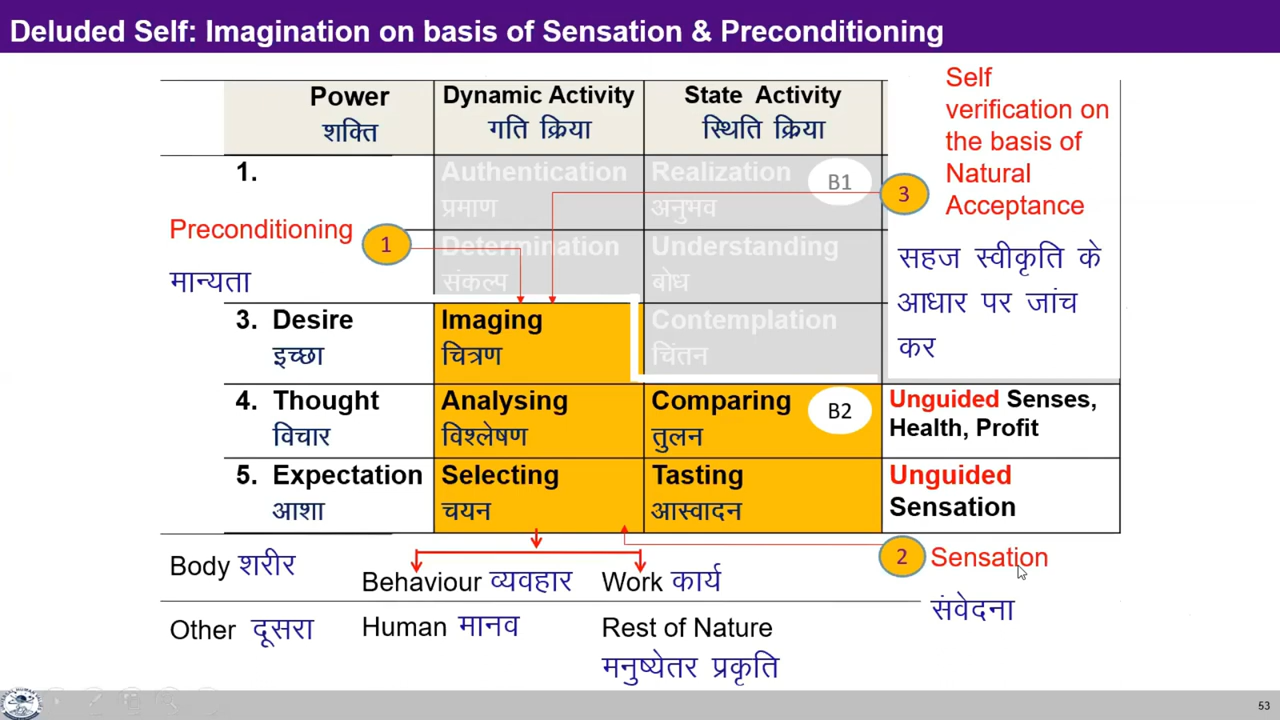 Deluded Self: Imagination on basis of Sensation & Preconditioning
Power
शक्ति
Dynamic Activity
गति क्रिया
State Activity
स्थिति क्रिया
Self
verification on
the basis of
Natural
Acceptance
सहज स्वीकृति के
आधार पर जांच
कर
3
1.
Authentication
प्रमाण
Realization
अनुभव
B1
Preconditioning
मान्यता
1
Determination
संकल्प
Understanding
बोध
3. Desire
इच्छा
Imaging
चित्रण
Contemplation
चिंतन
4. Thought
विचार
Analysing
विश्लेषण
Comparing
तुलन
B2
Unguided Senses,
Health, Profit
5. Expectation
आशा
Selecting
चयन
Tasting
आस्वादन
Unguided
Sensation
Body शरीर
Behaviour व्यवहार
Work कार्य
2
Sensation
संवेदना
Other दूसरा
Human मानव
Rest of Nature
मनुष्येतर प्रकृति
53